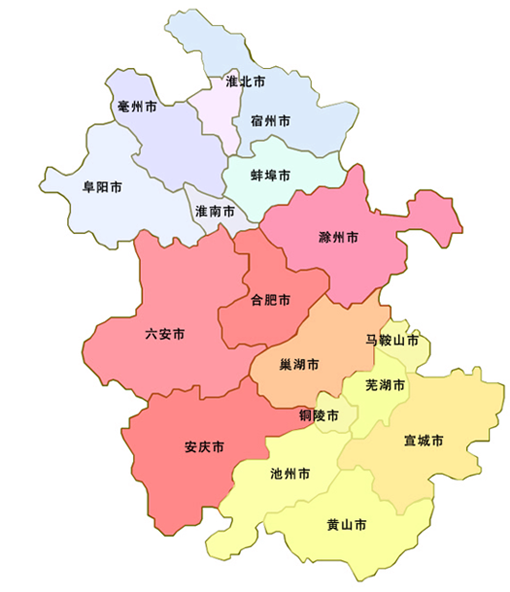 淮北市
亳州市
宿州市
蚌埠市
阜阳市
淮南市
滁州市
合肥市
六安市
马鞍山市
巢湖市
芜湖市
铜陵市
宣城市
安庆市
池州市
黄山市